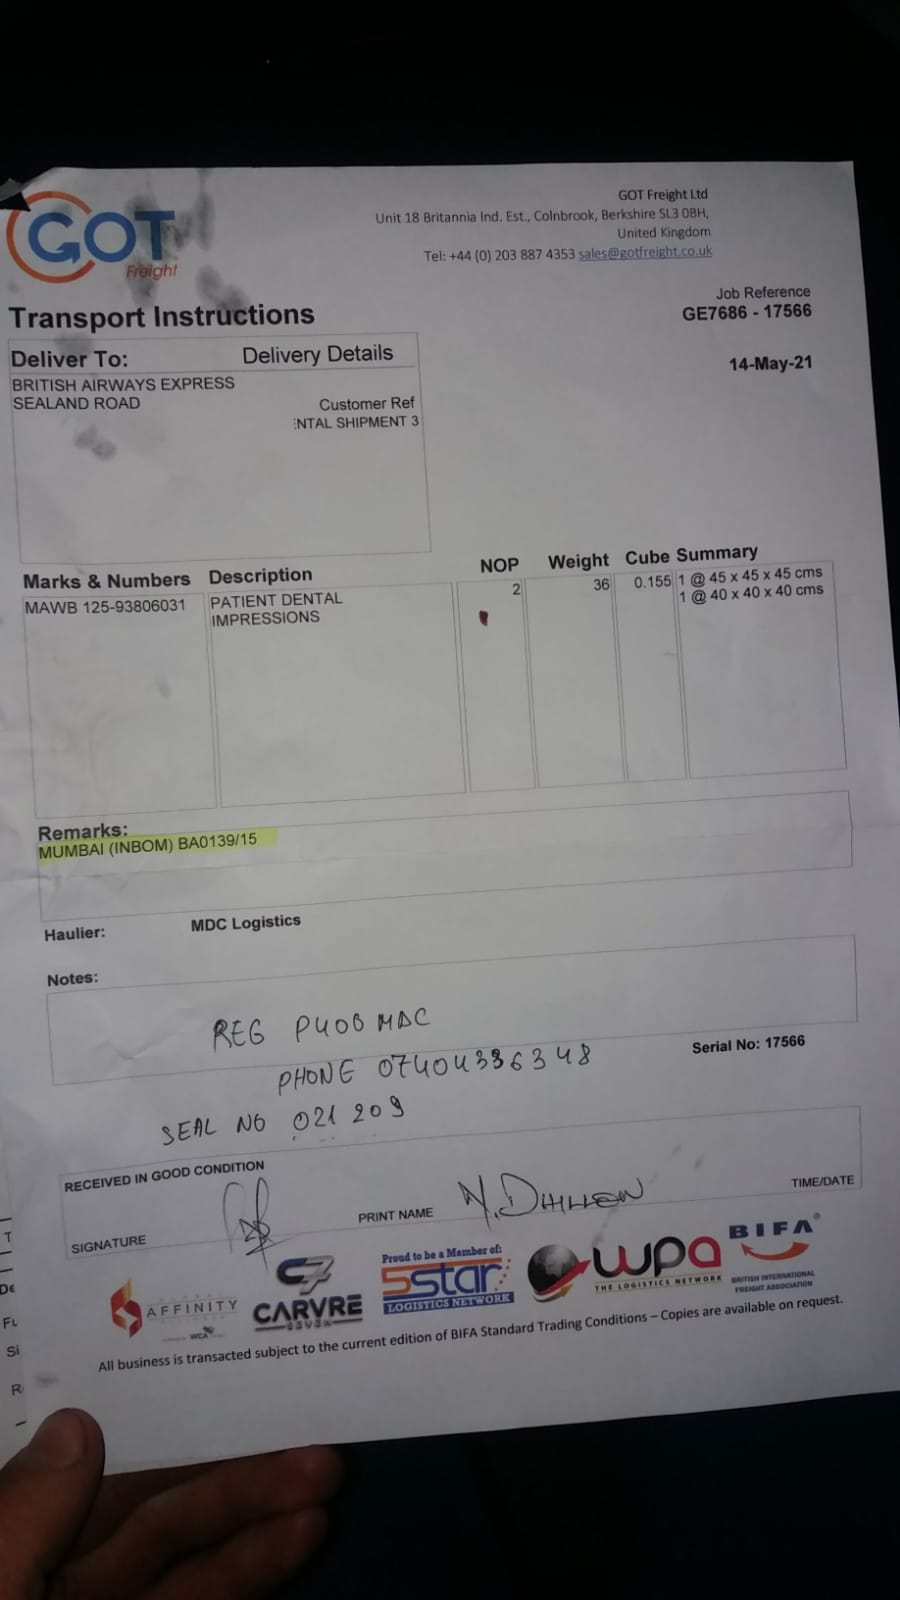 GOT
Freight
GOT Freight Ltd
Unit 18 Britannia Ind. Est., Colnbrook, Berkshire SL3 0BH,
United Kingdom
Tel: +44 (0) 203 887 4353 sales@gotfreight.co.uk
Job Reference
GE7686 - 17566
14-May-21
Transport Instructions
Deliver To: Delivery Details
BRITISH AIRWAYS EXPRESS
SEALAND ROAD
Customer Ref
NTAL SHIPMENT 3
Marks & Numbers Description NOP Weight Cube Summary
MAWB 125-93806031 PATIENT DENTAL 2 36 0.155 1 @ 45 x 45 x 45 cms
IMPRESSIONS 1 @ 40 x 40 x 40 cms
Remarks:
MUMBAI (INBOM) BA0139/15
Haulier: MDC Logistics
Notes:
REG P400 MDC
PHONE 07404336348
Serial No: 17566
SEAL NO 021 209
RECEIVED IN GOOD CONDITION
SIGNATURE
PRINT NAME N. DHILLON
TIME/DATE
AFFINITY
WCA
C7
CARVRE
SEVEN
Proud to be a Member of:
5star
LOGISTICS NETWORK
wpa
THE LOGISTICS NETWORK
BIFA
BRITISH INTERNATIONAL
FREIGHT ASSOCIATION
All business is transacted subject to the current edition of BIFA Standard Trading Conditions – Copies are available on request.
T
De
Fu
Si
R